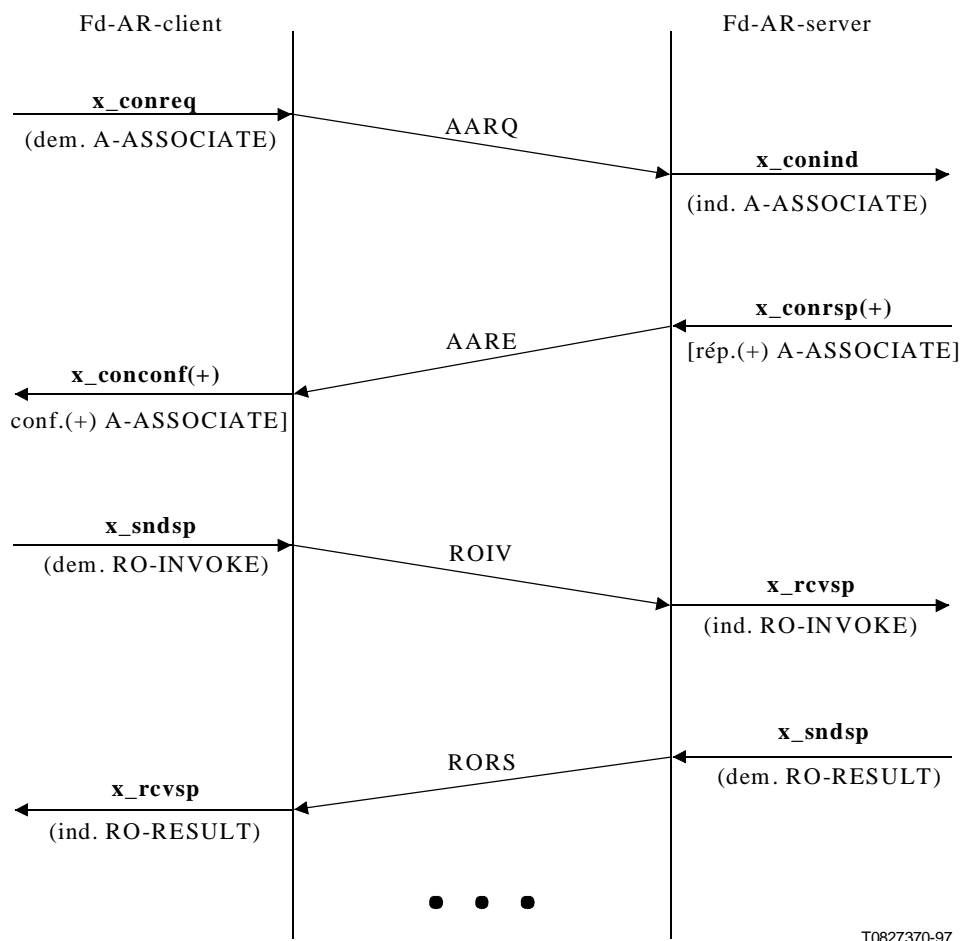 Fd-AR-client
Fd-AR-server
x_conreq
(dem. A-ASSOCIATE)
AARQ
x_conind
(ind. A-ASSOCIATE)
x_conrsp(+)
[rép.(+) A-ASSOCIATE]
AARE
x_conconf(+)
conf.(+) A-ASSOCIATE]
x_sndsp
(dem. RO-INVOKE)
ROIV
x_rcvsp
(ind. RO-INVOKE)
x_sndsp
(dem. RO-RESULT)
RORS
x_rcvsp
(ind. RO-RESULT)
• • •
T0827370-97